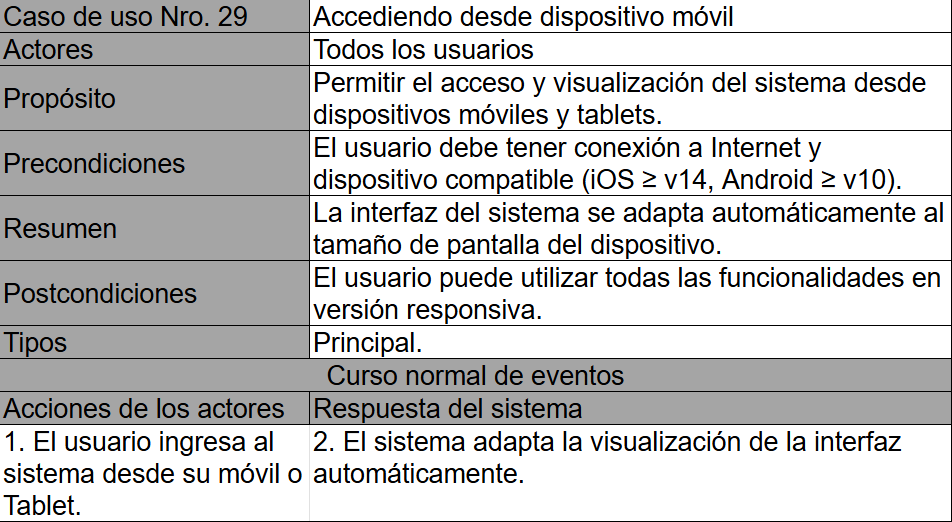 Caso de uso Nro. 29 Accediendo desde dispositivo móvil
Actores Todos los usuarios
Propósito Permitir el acceso y visualización del sistema desde
dispositivos móviles y tablets.
Precondiciones El usuario debe tener conexión a Internet y
dispositivo compatible (iOS ≥ v14, Android ≥ v10).
Resumen La interfaz del sistema se adapta automáticamente al
tamaño de pantalla del dispositivo.
Postcondiciones El usuario puede utilizar todas las funcionalidades en
versión responsiva.
Tipos Principal.
Curso normal de eventos
Acciones de los actores Respuesta del sistema
1. El usuario ingresa al
sistema desde su móvil o
Tablet.
2. El sistema adapta la visualización de la interfaz
automáticamente.